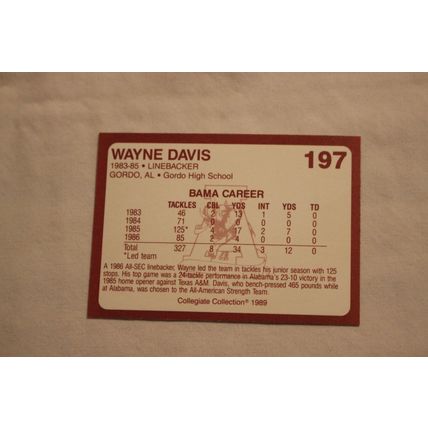 WAYNE DAVIS 197
1983-85 • LINEBACKER
GORDO, AL • Gordo High School
BAMA CAREER
TACKLES CBL YDS INT YDS TD
1983 46 2 13 1 5 0
1984 71 0 0 0 0 0
1985 125* 4 17 2 7 0
1986 85 2 4 0 0 0
Total 327 8 34 3 12 0
*Led team
A 1986 All-SEC linebacker, Wayne led the team in tackles his junior season with 125
stops. His top game was a 24-tackle performance in Alabama's 23-10 victory in the
1985 home opener against Texas A&M. Davis, who bench-pressed 465 pounds while
at Alabama, was chosen to the All-American Strength Team.
Collegiate Collection® 1989